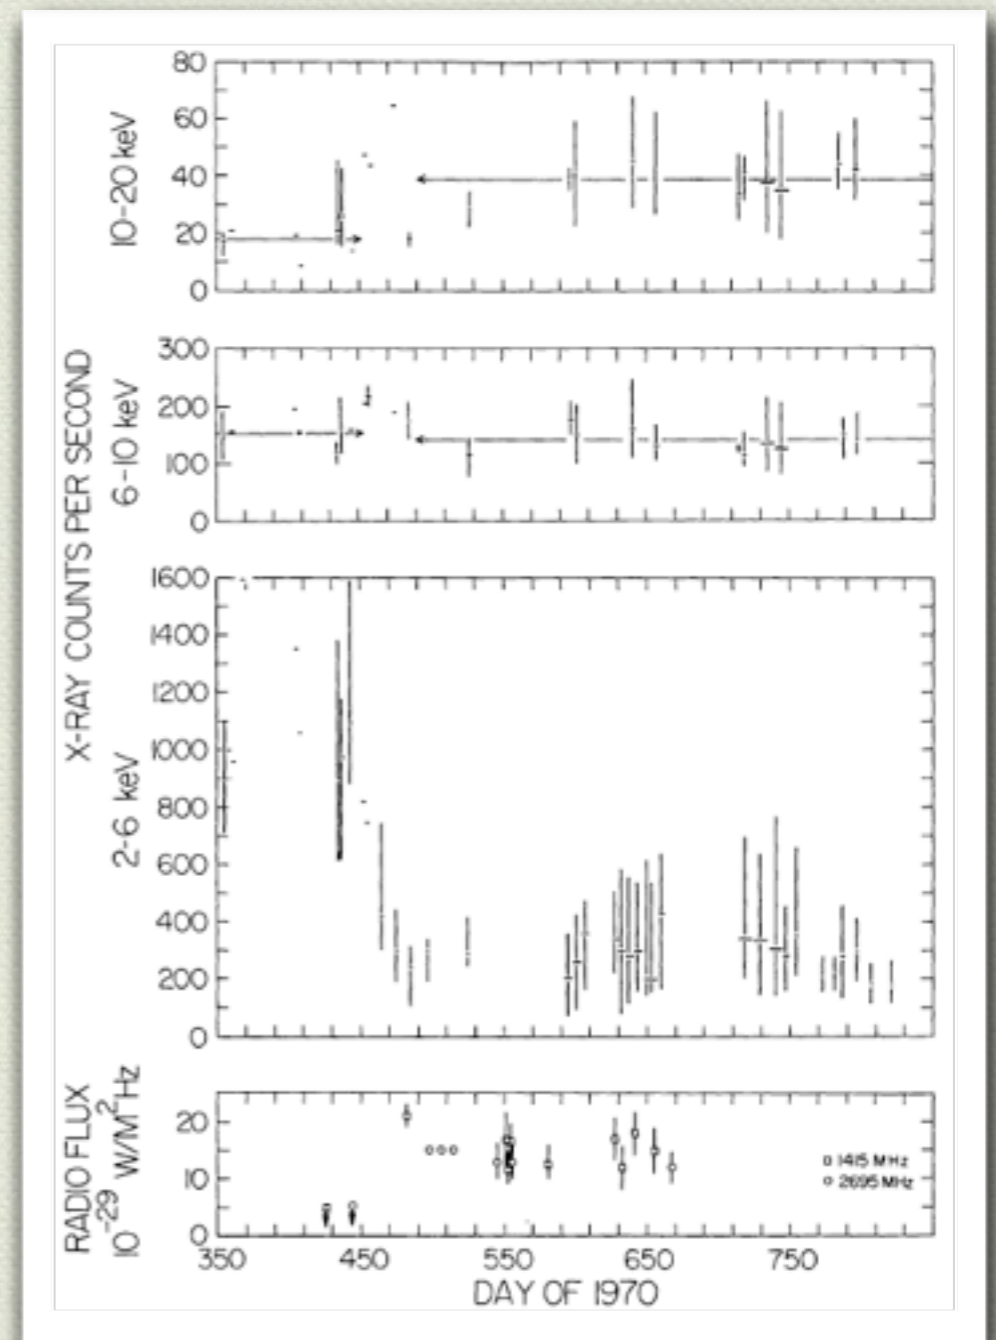 10-20 keV
80
60
40
20
0
X-RAY COUNTS PER SECOND
6-10 keV
300
200
100
0
2-6 keV
1600
1400
1200
1000
800
600
400
200
0
RADIO FLUX
10^-29 W/M^2 Hz
20
10
0
□ 1415 MHz
○ 2695 MHz
350 450 550 650 750
DAY OF 1970